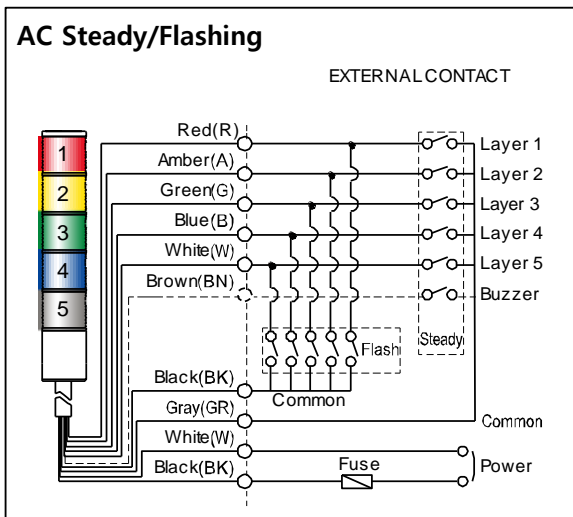 AC Steady/Flashing
EXTERNAL CONTACT
Red(R)
Layer 1
Amber(A)
Layer 2
Green(G)
Layer 3
Blue(B)
Layer 4
White(W)
Layer 5
Brown(BN)
Buzzer
1
2
3
4
5
Steady
Flash
Black(BK)
Common
Gray(GR)
Common
White(W)
Fuse
Power
Black(BK)